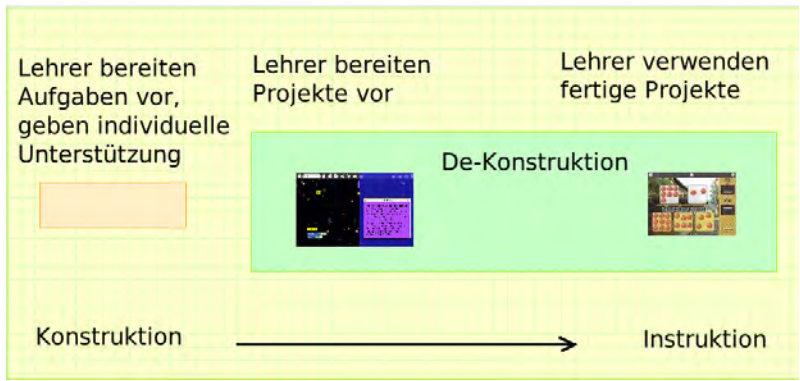 Lehrer bereiten
Aufgaben vor,
geben individuelle
Unterstützung
Lehrer bereiten
Projekte vor
Lehrer verwenden
fertige Projekte
De-Konstruktion
Konstruktion
Instruktion